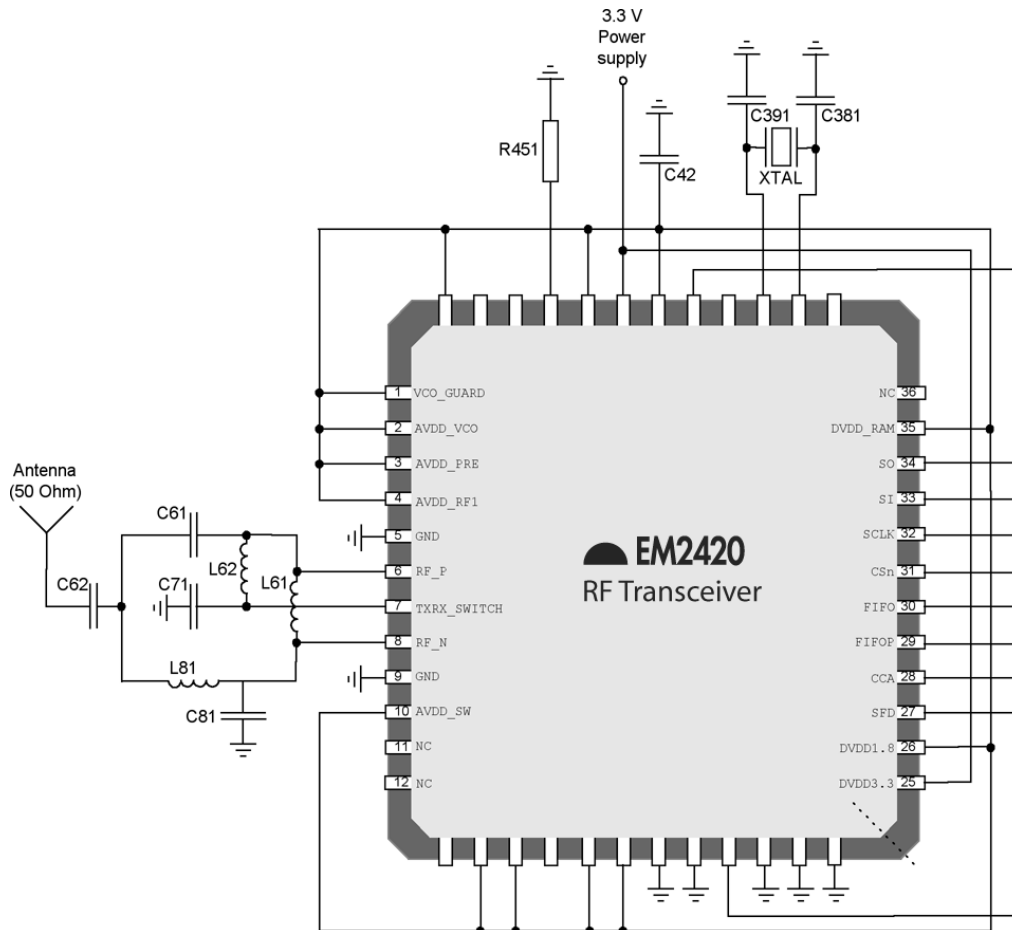 3.3 V
Power
supply
C391
C381
R451
C42
XTAL
1 VCO_GUARD
NC 36
2 AVDD_VCO
DVDD_RAM 35
3 AVDD_PRE
SO 34
Antenna
(50 Ohm)
4 AVDD_RF1
SI 33
C61
5 GND
SCLK 32
EM2420
RF Transceiver
L62
6 RF_P
CSn 31
C62
C71
L61
7 TXRX_SWITCH
FIFO 30
8 RF_N
FIFOP 29
L81
9 GND
CCA 28
C81
10 AVDD_SW
SFD 27
11 NC
DVDD1.8 26
12 NC
DVDD3.3 25